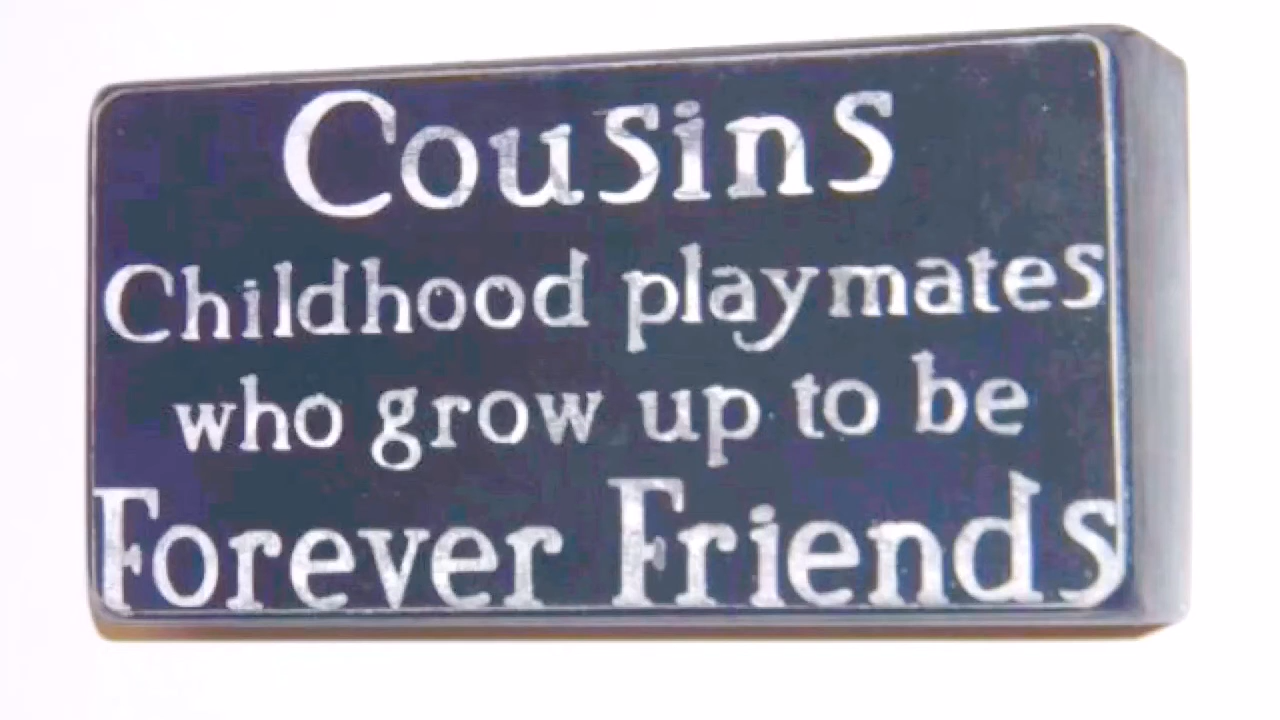 Cousins
Childhood playmates
who grow up to be
Forever Friends